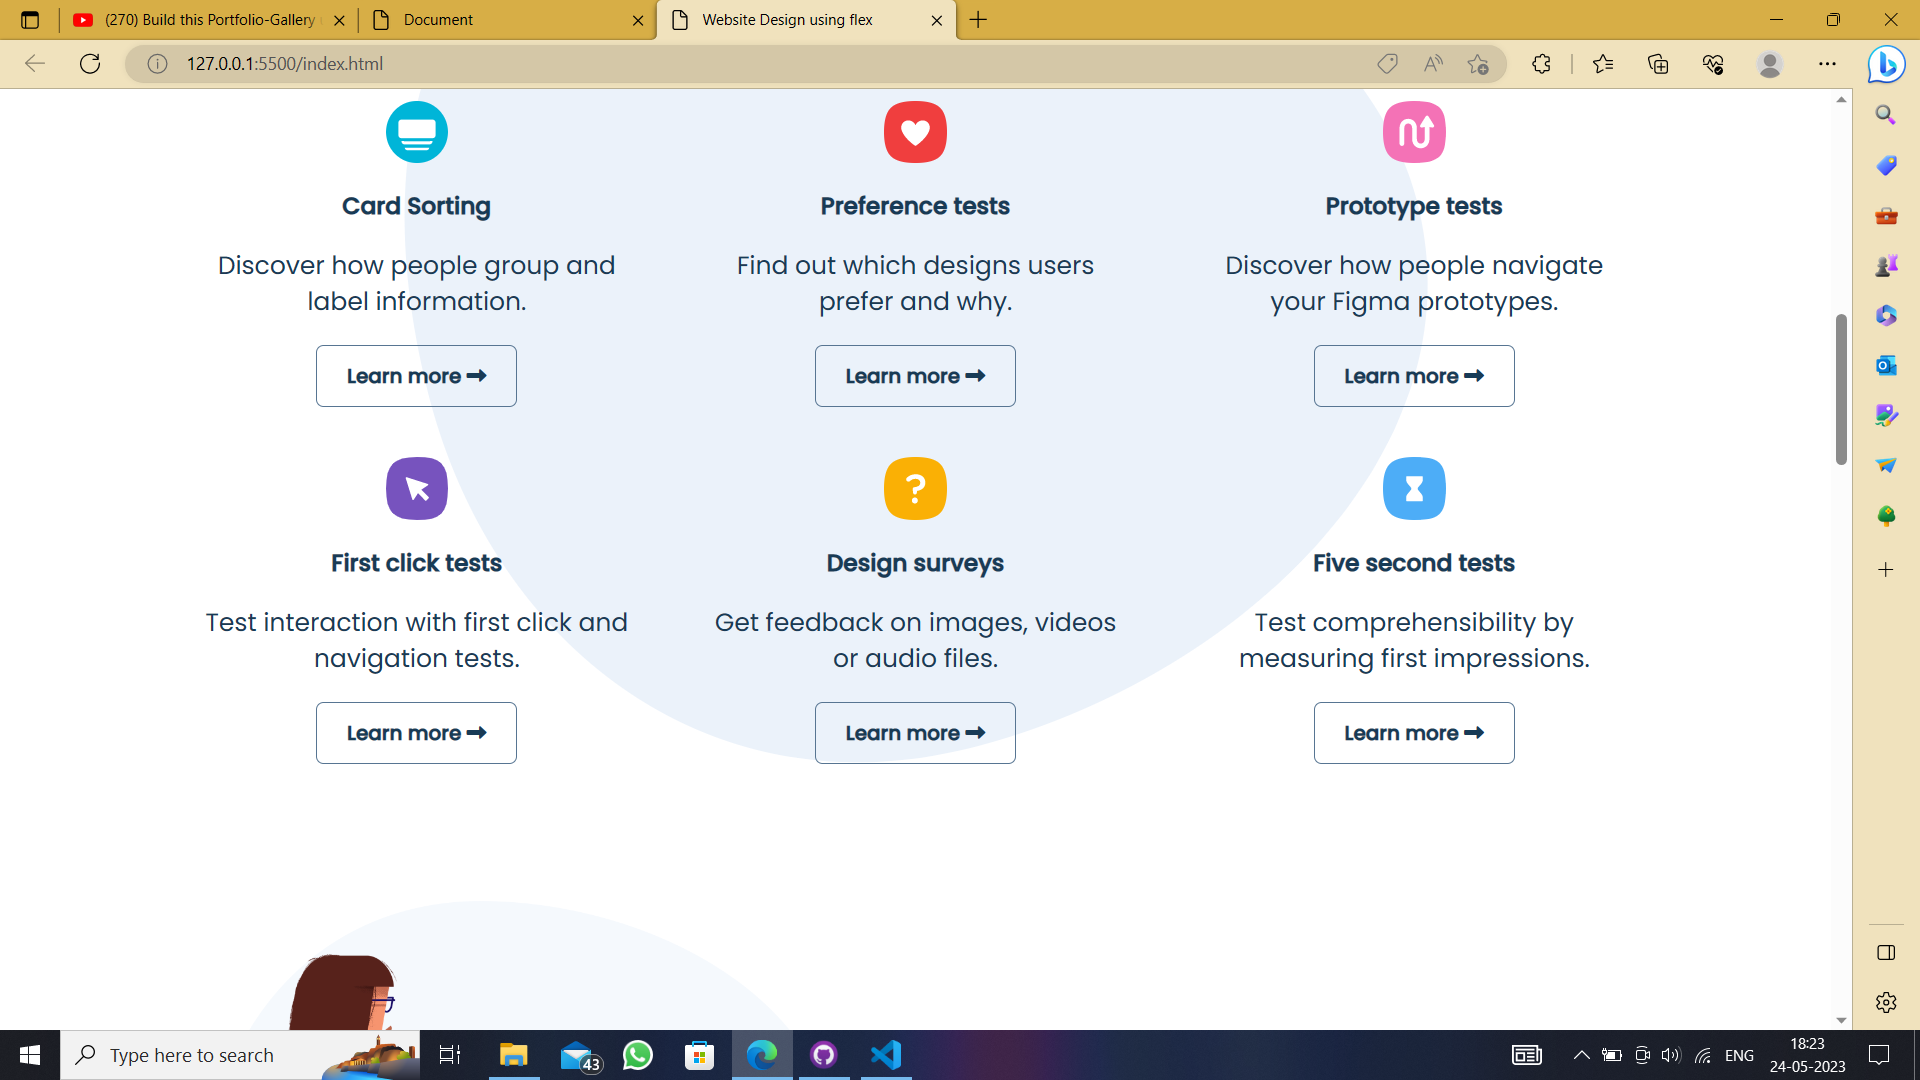 (270) Build this Portfolio-Gallery
Document
Website Design using flex
127.0.0.1:5500/index.html
Card Sorting
Discover how people group and
label information.
Learn more
Preference tests
Find out which designs users
prefer and why.
Learn more
Prototype tests
Discover how people navigate
your Figma prototypes.
Learn more
First click tests
Test interaction with first click and
navigation tests.
Learn more
?
Design surveys
Get feedback on images, videos
or audio files.
Learn more
Five second tests
Test comprehensibility by
measuring first impressions.
Learn more
Type here to search
43
ENG
18:23
24-05-2023